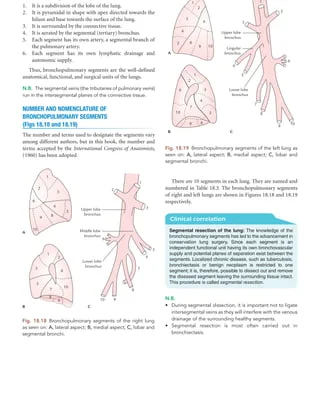 1. It is a subdivision of the lobe of the lung.
2. It is pyramidal in shape with apex directed towards the
hilum and base towards the surface of the lung.
3. It is surrounded by the connective tissue.
4. It is aerated by the segmental (tertiary) bronchus.
5. Each segment has its own artery, a segmental branch of
the pulmonary artery.
6. Each segment has its own lymphatic drainage and
autonomic supply.
Thus, bronchopulmonary segments are the well-defined
anatomical, functional, and surgical units of the lungs.
N.B. The segmental veins (the tributaries of pulmonary veins)
run in the intersegmental planes of the connective tissue.
NUMBER AND NOMENCLATURE OF
BRONCHOPULMONARY SEGMENTS
(Figs 18.18 and 18.19)
The number and terms used to designate the segments vary
among different authors, but in this book, the number and
terms accepted by the International Congress of Anatomists,
(1960) has been adopted.
Upper lobe
bronchus
Middle lobe
bronchus
Lower lobe
bronchus
A
B
C
Fig. 18.18 Bronchopulmonary segments of the right lung
as seen on: A, lateral aspect; B, medial aspect; C, lobar and
segmental bronchi.
Upper lobe
bronchus
Lingular
bronchus
Lower lobe
bronchus
A
B
C
Fig. 18.19 Bronchopulmonary segments of the left lung as
seen on: A, lateral aspect; B, medial aspect; C, lobar and
segmental bronchi.
There are 10 segments in each lung. They are named and
numbered in Table 18.3. The bronchopulmonary segments
of right and left lungs are shown in Figures 18.18 and 18.19
respectively.
Clinical correlation
Segmental resection of the lung: The knowledge of the
bronchopulmonary segments has led to the advancement in
conservation lung surgery. Since each segment is an
independent functional unit having its own bronchovascular
supply and potential planes of separation exist between the
segments. Localized chronic disease, such as tuberculosis,
bronchiectasis or benign neoplasm is restricted to one
segment; it is, therefore, possible to dissect out and remove
the diseased segment leaving the surrounding tissue intact.
This procedure is called segmental resection.
N.B.
• During segmental dissection, it is important not to ligate
intersegmental veins as they will interfere with the venous
drainage of the surrounding healthy segments.
• Segmental resection is most often carried out in
bronchiectasis.